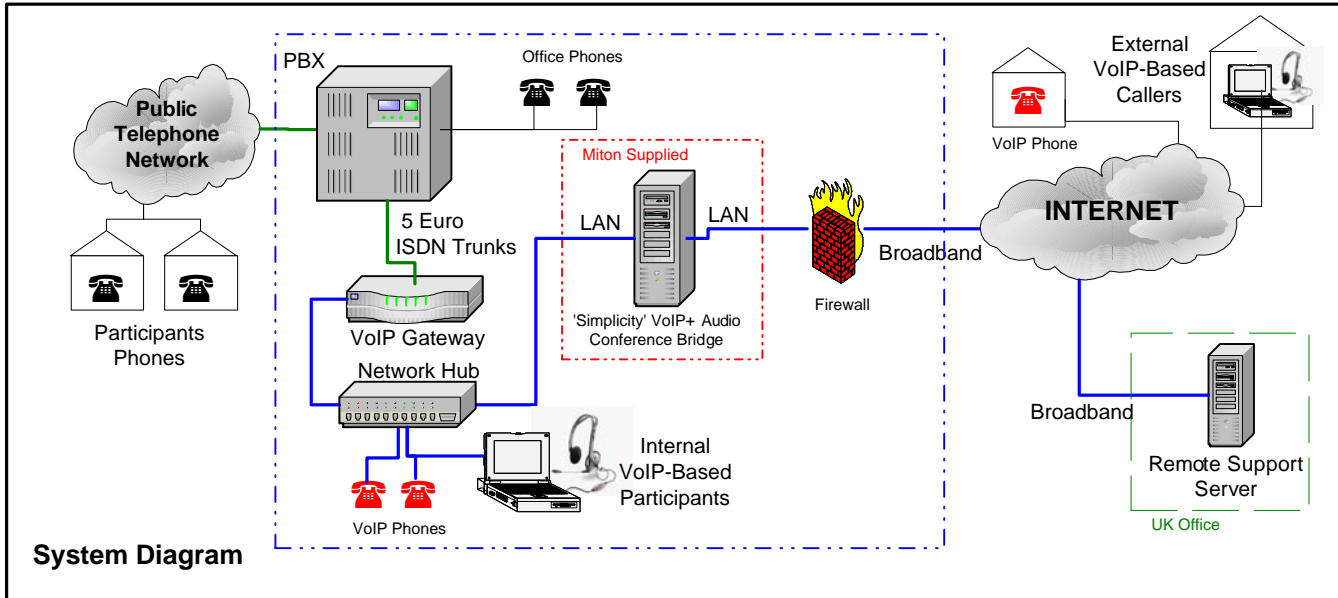 PBX
Office Phones
Public
Telephone
Network
Participants
Phones
5 Euro
ISDN Trunks
VoIP Gateway
Network Hub
VoIP Phones
Internal
VoIP-Based
Participants
Miton Supplied
LAN
LAN
'Simplicity' VoIP+ Audio
Conference Bridge
Firewall
Broadband
External
VoIP-Based
Callers
VoIP Phone
INTERNET
Broadband
Remote Support
Server
UK Office
System Diagram